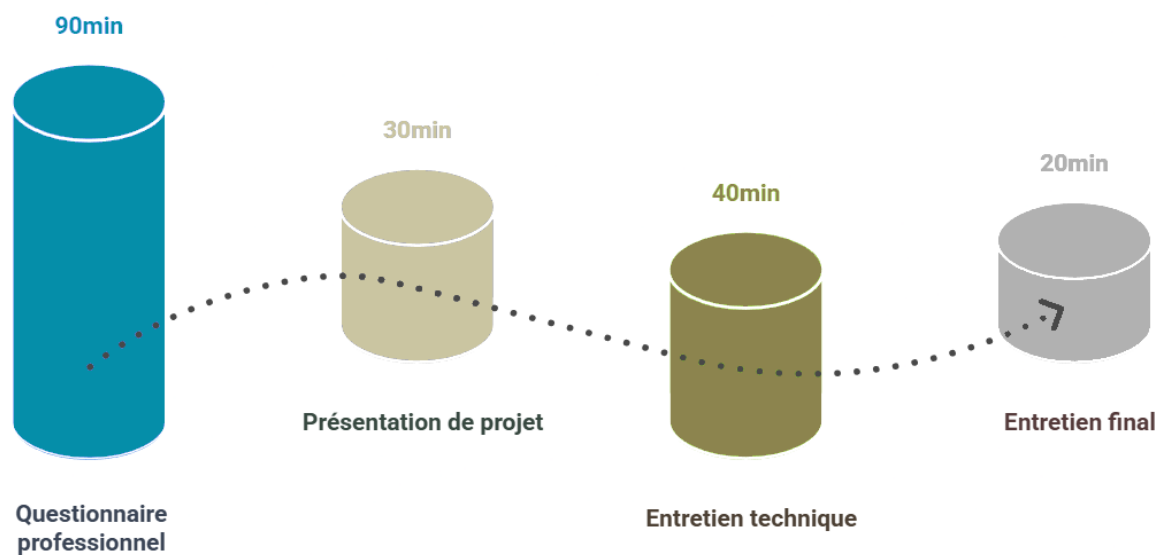 90min
Questionnaire
professionnel
30min
Présentation de projet
40min
Entretien technique
20min
Entretien final